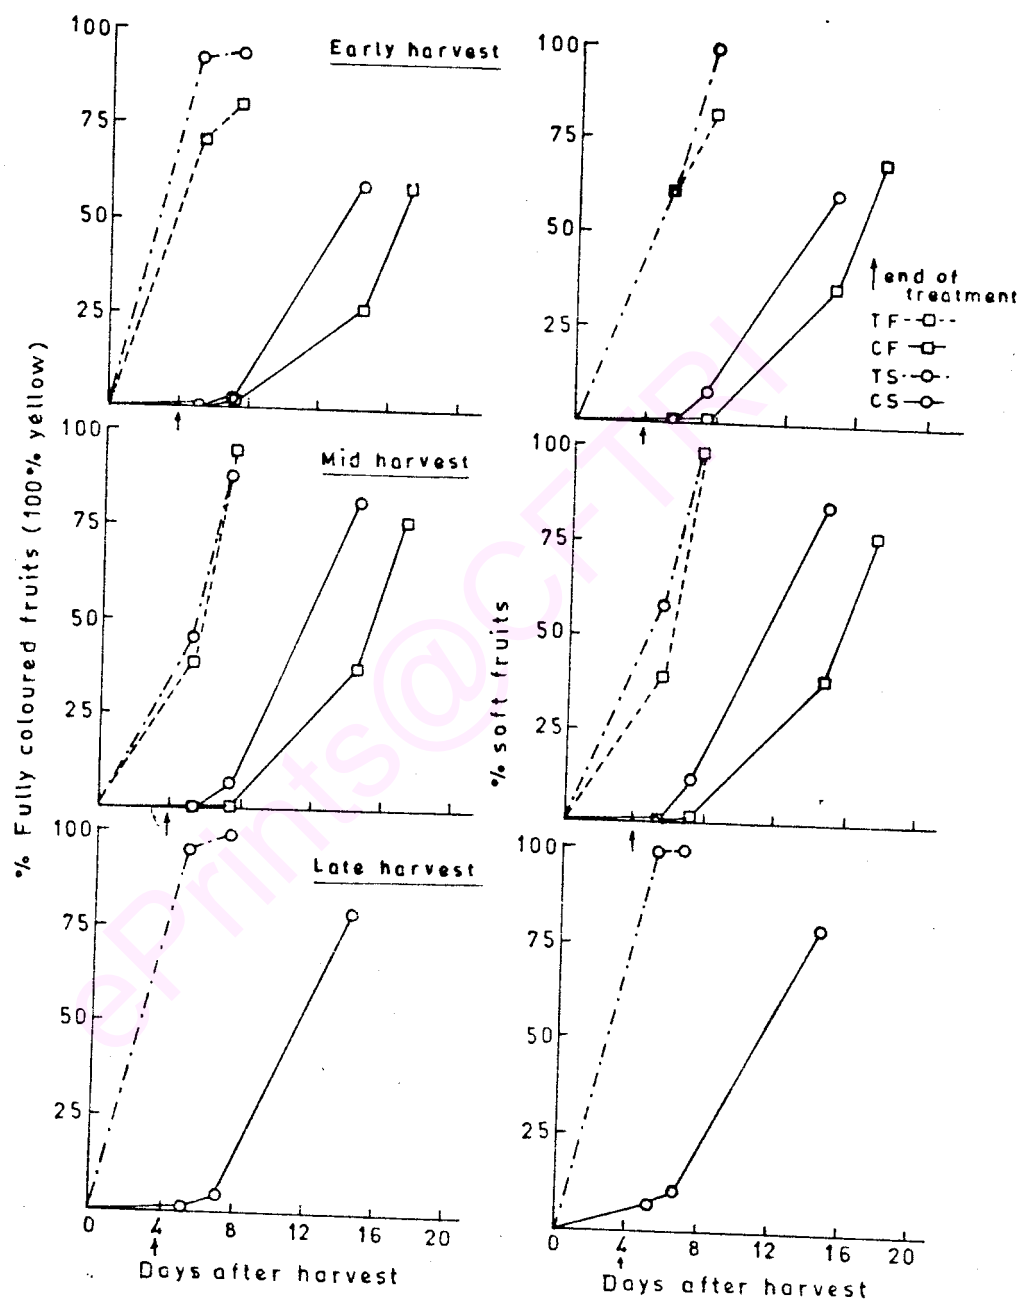 100
75
50
25
Early harvest
100
75
50
25
end of
treatment
TF
CF
TS
CS
% Fully coloured fruits (100% yellow)
100
75
50
25
Mid harvest
% soft fruits
100
75
50
25
100
75
50
25
Late harvest
0 4 8 12 16 20
Days after harvest
100
75
50
25
0 4 8 12 16 20
Days after harvest
ePrints@CFTRI